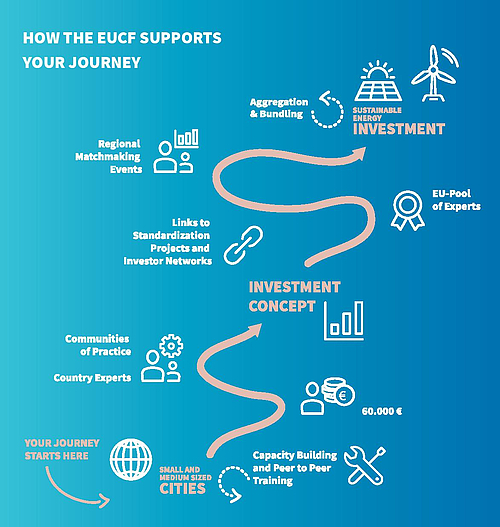 HOW THE EUCF SUPPORTS
YOUR JOURNEY
Aggregation
& Bundling
SUSTAINABLE
ENERGY
INVESTMENT
Regional
Matchmaking
Events
EU-Pool
of Experts
Links to
Standardization
Projects and
Investor Networks
INVESTMENT
CONCEPT
Communities
of Practice
Country Experts
€
60.000 €
YOUR JOURNEY
STARTS HERE
SMALL AND
MEDIUM SIZED
CITIES
Capacity Building
and Peer to Peer
Training